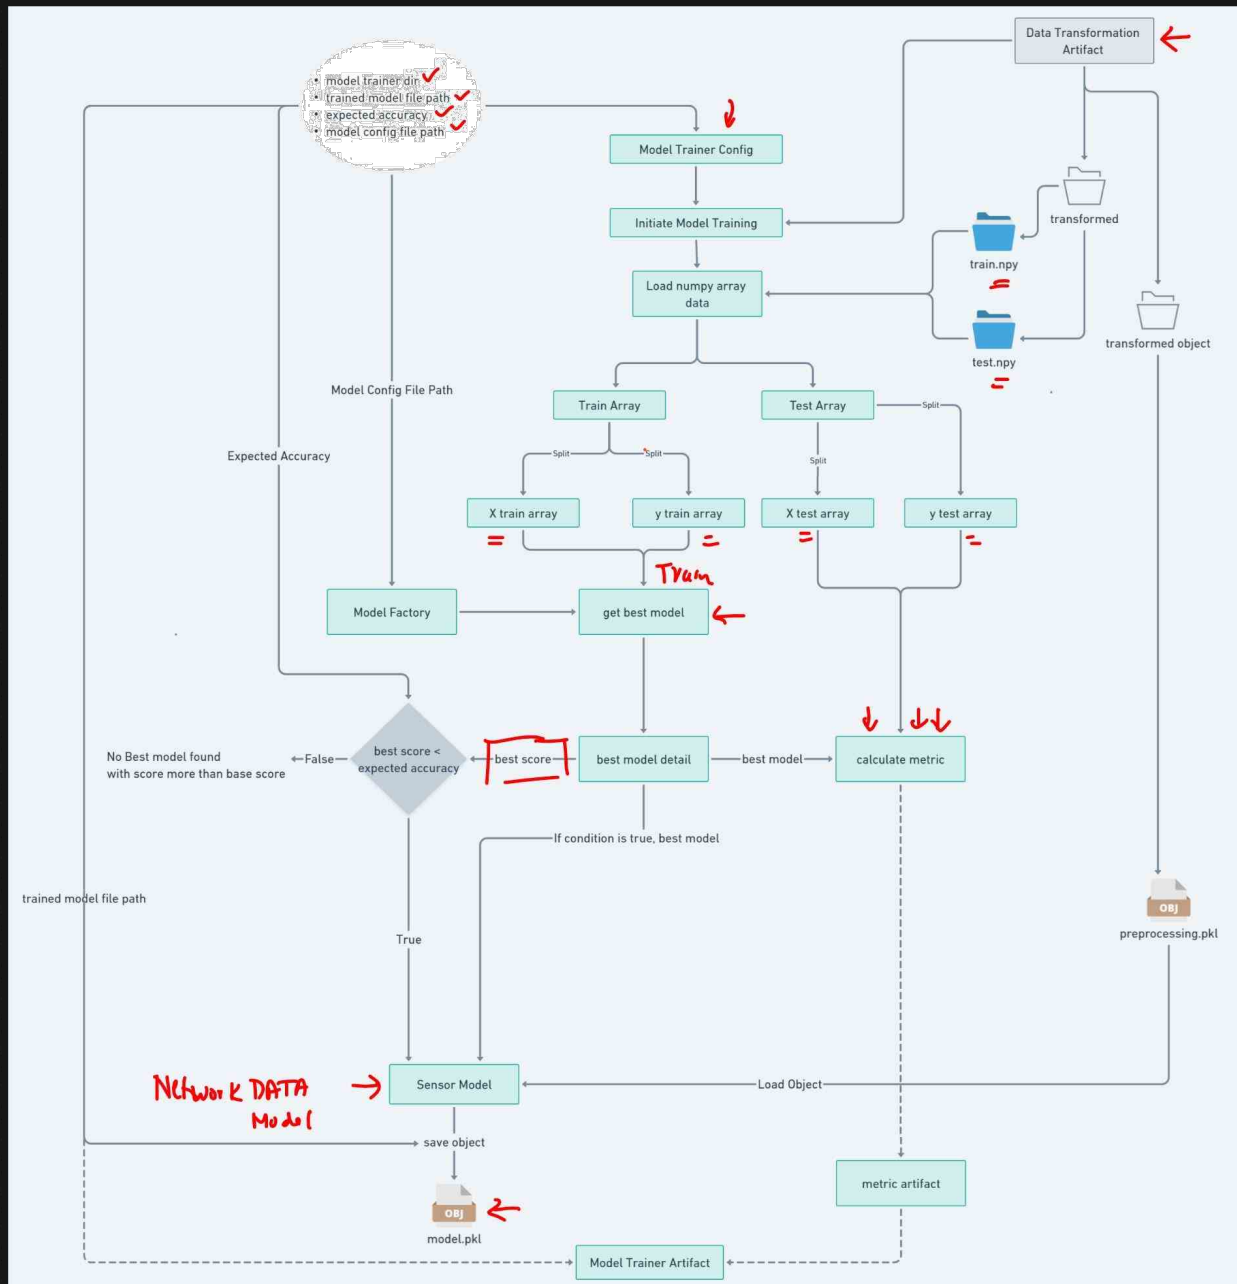 Data Transformation
Artifact
• model trainer dir
• trained model file path
• expected accuracy
• model config file path
Model Trainer Config
Initiate Model Training
transformed
train.npy
Load numpy array
data
transformed object
test.npy
Model Config File Path
Train Array
Test Array
Split
Expected Accuracy
Split
Split
Split
X train array
y train array
X test array
y test array
Train
Model Factory
get best model
No Best model found
with score more than base score
False
best score <
expected accuracy
best score
best model detail
best model
calculate metric
If condition is true, best model
trained model file path
True
preprocessing.pkl
OBJ
Network DATA
Model
Sensor Model
Load Object
save object
metric artifact
OBJ
model.pkl
Model Trainer Artifact